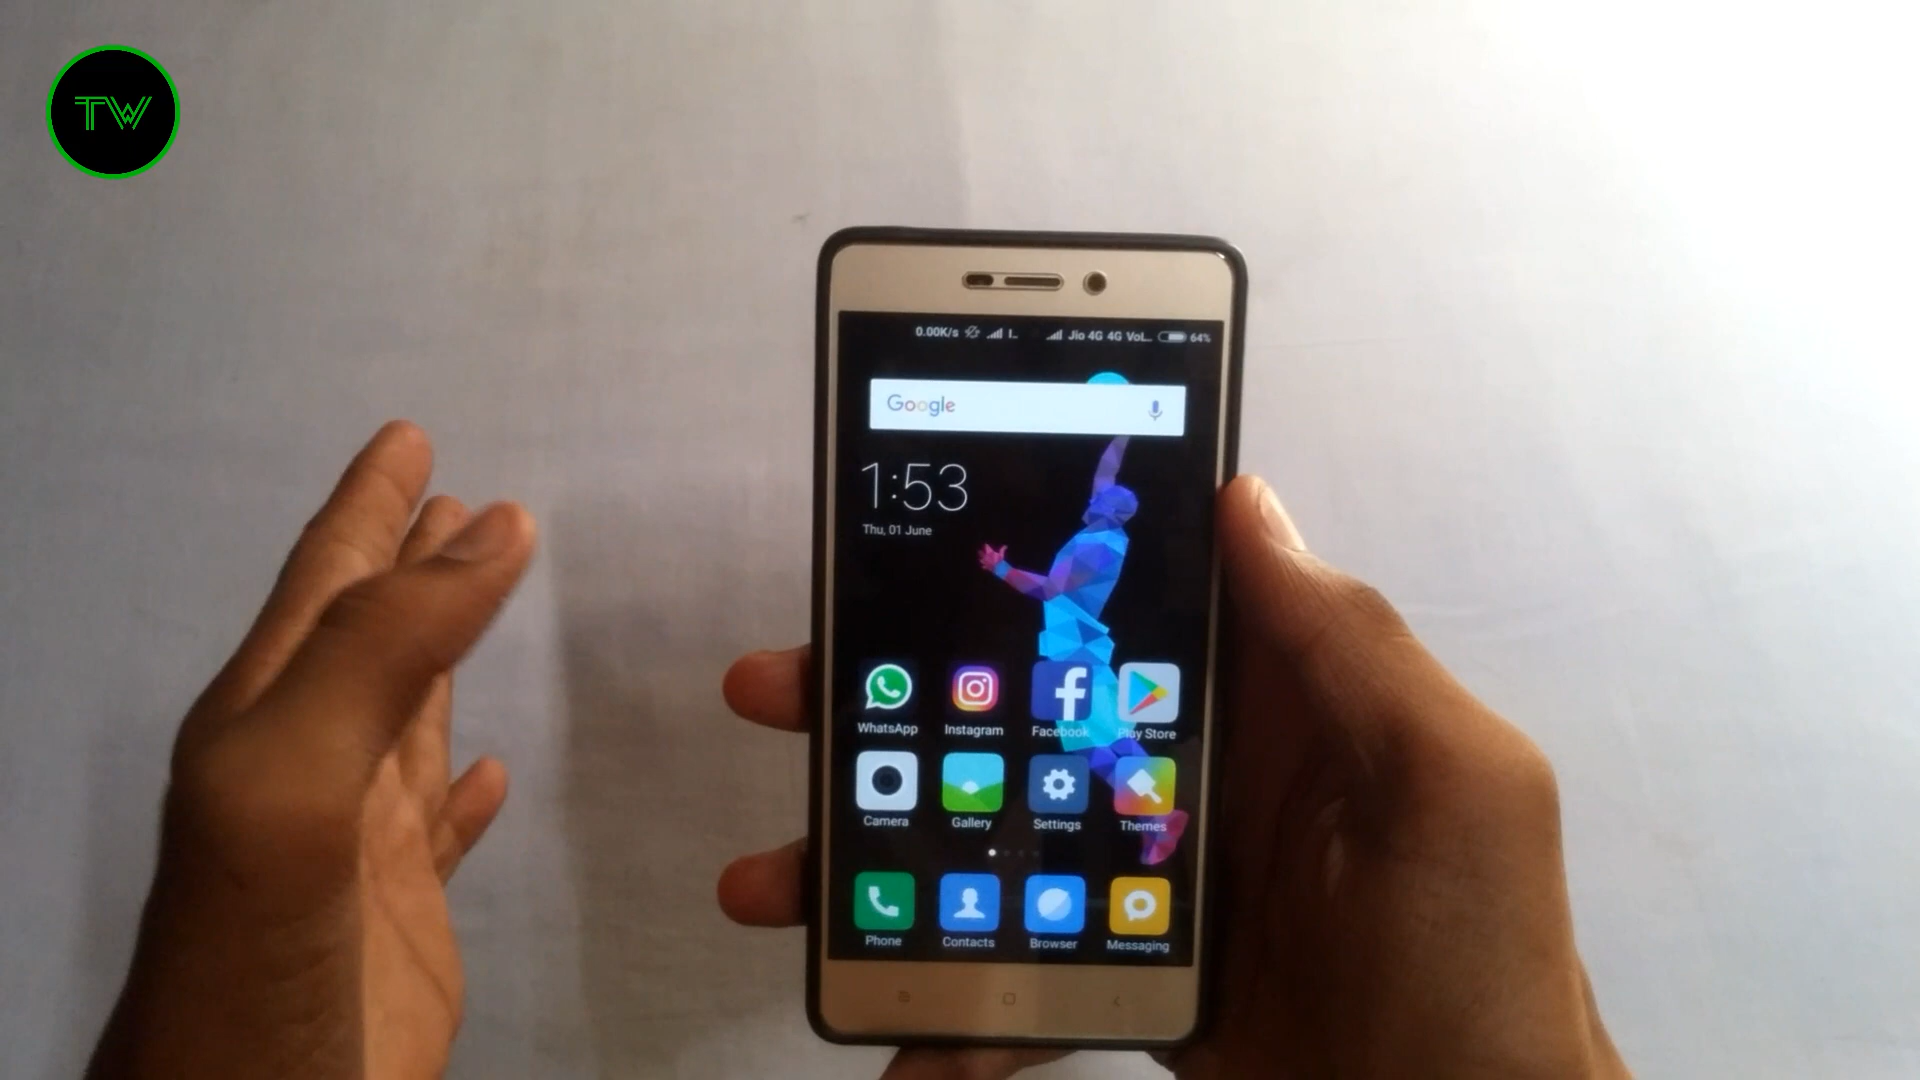 TW
0.00K/s I.. Jio 4G 4G VoL... 64%
Google
1:53
Thu, 01 June
WhatsApp Instagram Facebook Play Store
Camera Gallery Settings Themes
Phone Contacts Browser Messaging